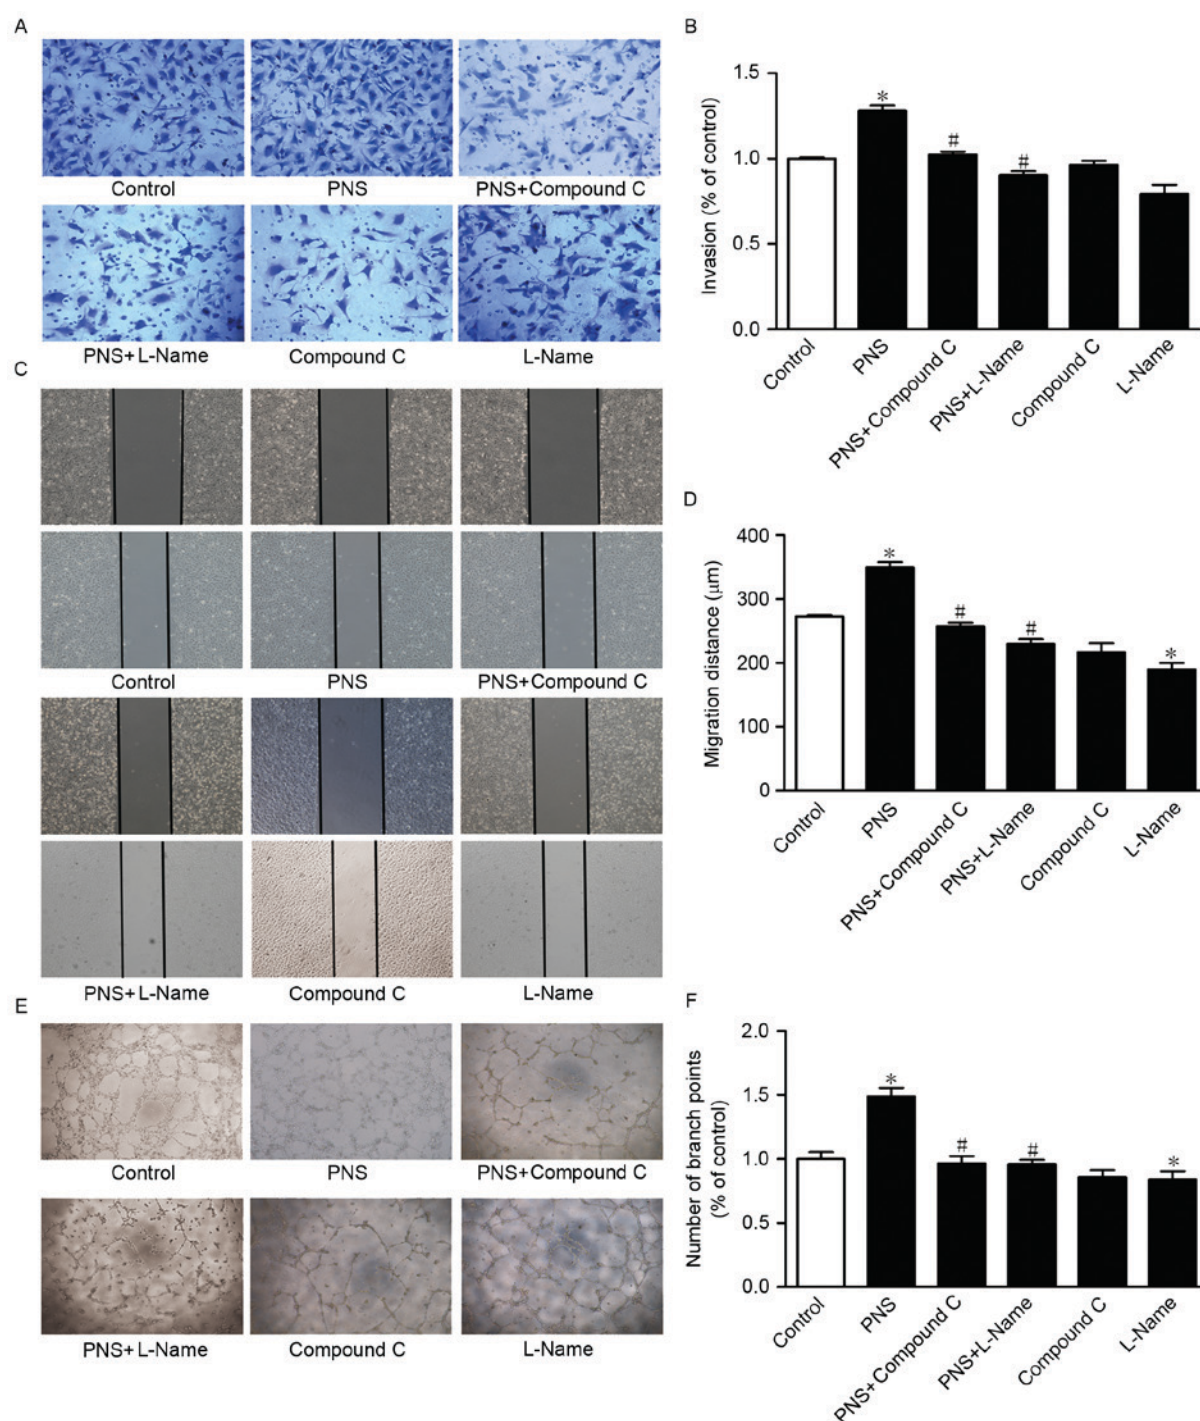 A
Control
PNS
PNS+Compound C
PNS+L-Name
Compound C
L-Name
B
Invasion (% of control)
1.5
1.0
0.5
0.0
*
#
#
Control
PNS
PNS+Compound C
PNS+L-Name
Compound C
L-Name
C
Control
PNS
PNS+Compound C
PNS+L-Name
Compound C
L-Name
D
Migration distance (μm)
400
300
200
100
0
*
#
#
*
Control
PNS
PNS+Compound C
PNS+L-Name
Compound C
L-Name
E
Control
PNS
PNS+Compound C
PNS+L-Name
Compound C
L-Name
F
Number of branch points
(% of control)
2.0
1.5
1.0
0.5
0.0
*
#
#
*
Control
PNS
PNS+Compound C
PNS+L-Name
Compound C
L-Name